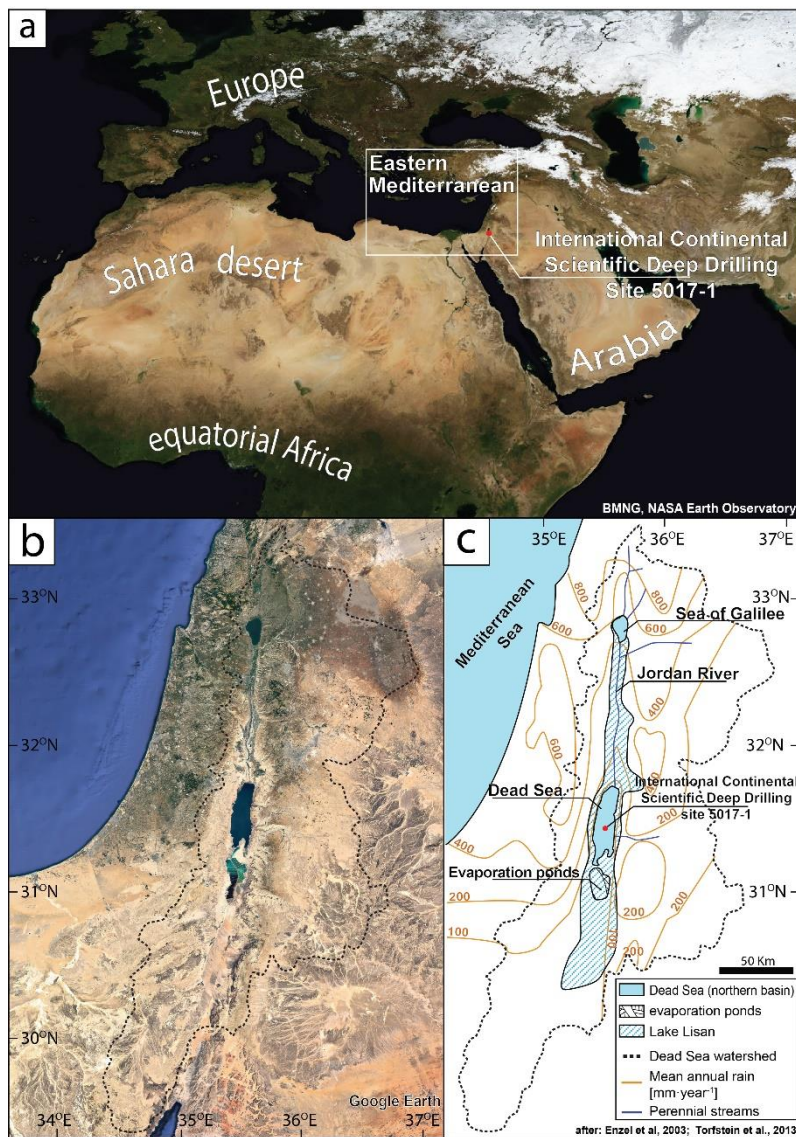 a
Europe
Eastern
Mediterranean
International Continental
Scientific Deep Drilling
Site 5017-1
Sahara desert
Arabia
equatorial Africa
BMNG, NASA Earth Observatory
b
33°N
32°N
31°N
30°N
34°E
35°E
36°E
37°E
Google Earth
c
35°E
36°E
37°E
33°N
32°N
31°N
Mediterranean
Sea
800
800
600
600
Sea of Galilee
Jordan River
400
600
400
Dead Sea
International Continental
Scientific Deep Drilling
site 5017-1
200
400
Evaporation ponds
200
200
200
100
100
200
50 Km
Dead Sea (northern basin)
evaporation ponds
Lake Lisan
Dead Sea watershed
Mean annual rain
[mm·year⁻¹]
Perennial streams
after: Enzel et al, 2003; Torfstein et al., 2013